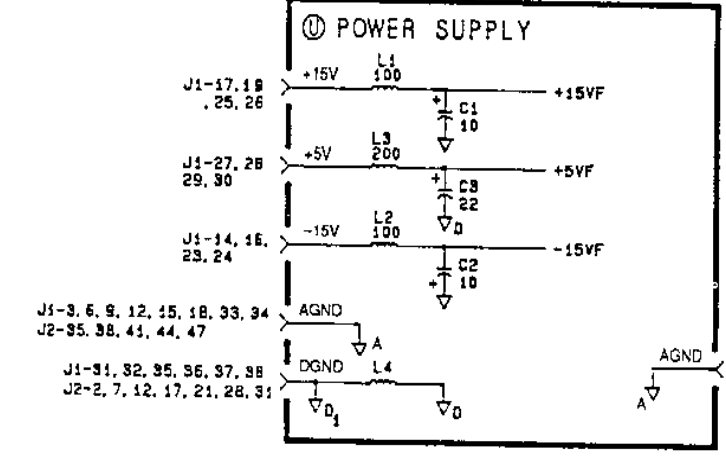 U POWER SUPPLY
L1
+15V 100
J1-17,19
,25,26
+15VF
+ C1
10
L3
+5V 200
J1-27,28
29,30
+5VF
+ C3
22
D
L2
-15V 100
J1-14,16,
23,24
-15VF
C2
+ 10
J1-3,6,9,12,15,18,33,34
AGND
J2-35,38,41,44,47
A
AGND
J1-31,32,35,36,37,38
DGND L4
J2-2,7,12,17,21,28,31
D1
D
A